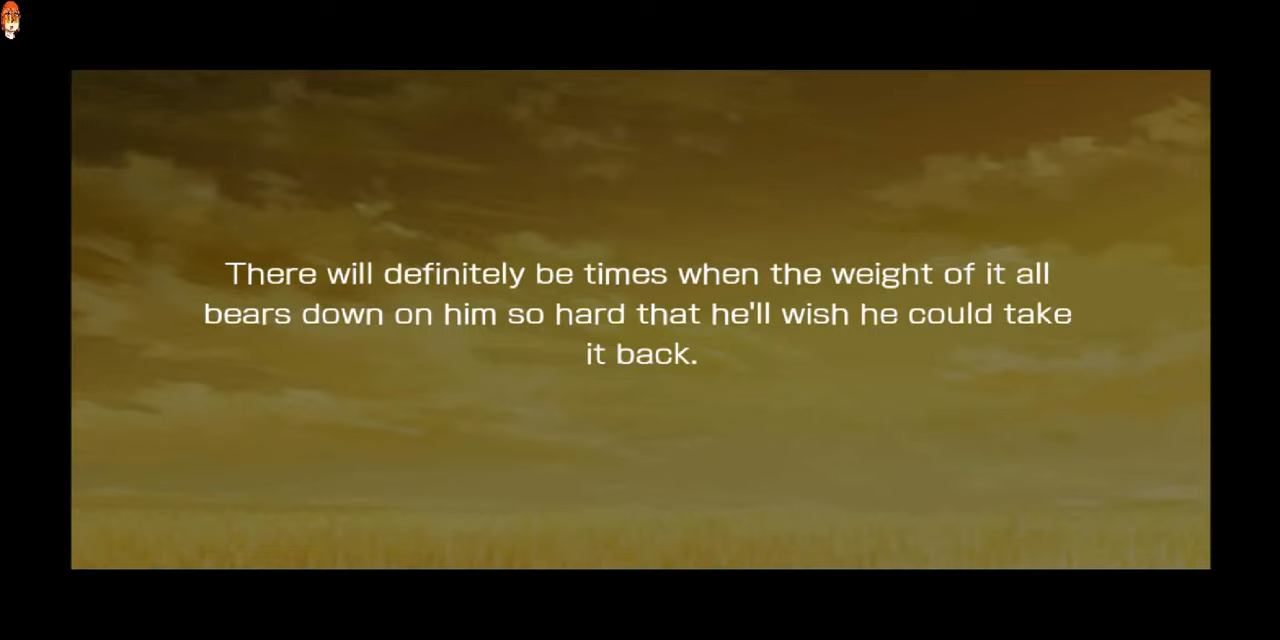 There will definitely be times when the weight of it all
bears down on him so hard that he'll wish he could take
it back.